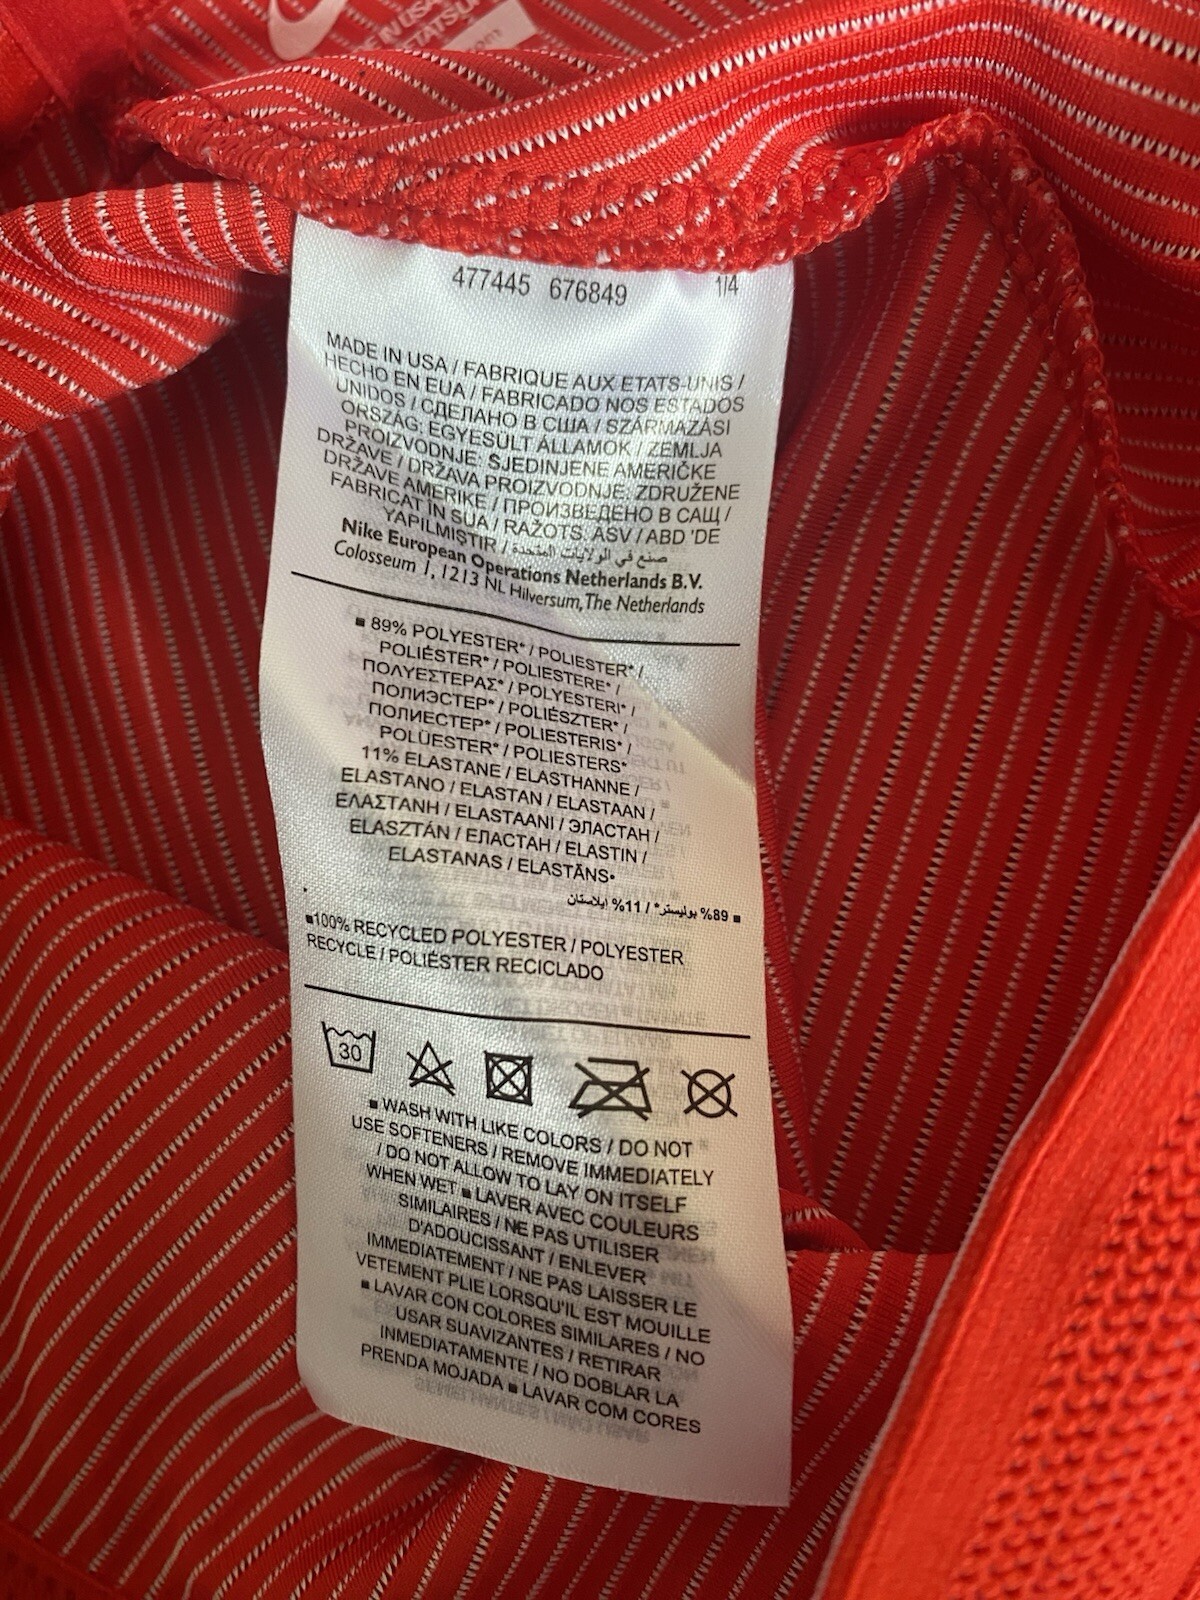 477445 676849 1/4
MADE IN USA / FABRIQUE AUX ETATS-UNIS /
HECHO EN EUA / FABRICADO NOS ESTADOS
UNIDOS / СДЕЛАНО В США / SZÁRMAZÁSI
ORSZÁG: EGYESÜLT ÁLLAMOK / ZEMLJA
PROIZVODNJE: SJEDINJENE AMERIČKE
DRŽAVE / DRŽAVA PROIZVODNJE: ZDRUŽENE
DRŽAVE AMERIKE / ПРОИЗВЕДЕНО В САЩ /
FABRICAT ÎN SUA / RAŽOTS: ASV / ABD 'DE
YAPILMIŞTIR / صنع في الولايات المتحدة
Nike European Operations Netherlands B.V.
Colosseum 1, 1213 NL Hilversum, The Netherlands
■ 89% POLYESTER* / POLIESTER* /
POLIÉSTER* / POLIESTERE* /
ΠΟΛΥΕΣΤΕΡΑΣ* / POLYESTERI* /
ПОЛИЭСТЕР* / POLIÉSZTER* /
ПОЛИЕСТЕР* / POLIESTERIS* /
POLÜESTER* / POLIESTERS*
11% ELASTANE / ELASTHANNE /
ELASTANO / ELASTAN / ELASTAAN /
ΕΛΑΣΤΑΝΗ / ELASTAANI / ЭЛАСТАН /
ELASZTÁN / ЕЛАСТАН / ELASTIN /
ELASTANAS / ELASTĀNS•
■ 89% بوليستر* / 11% إيلاستان
■100% RECYCLED POLYESTER / POLYESTER
RECYCLE / POLIÉSTER RECICLADO
30
■ WASH WITH LIKE COLORS / DO NOT
USE SOFTENERS / REMOVE IMMEDIATELY
/ DO NOT ALLOW TO LAY ON ITSELF
WHEN WET ■ LAVER AVEC COULEURS
SIMILAIRES / NE PAS UTILISER
D'ADOUCISSANT / ENLEVER
IMMEDIATEMENT / NE PAS LAISSER LE
VETEMENT PLIE LORSQU'IL EST MOUILLE
■ LAVAR CON COLORES SIMILARES / NO
USAR SUAVIZANTES / RETIRAR
INMEDIATAMENTE / NO DOBLAR LA
PRENDA MOJADA ■ LAVAR COM CORES